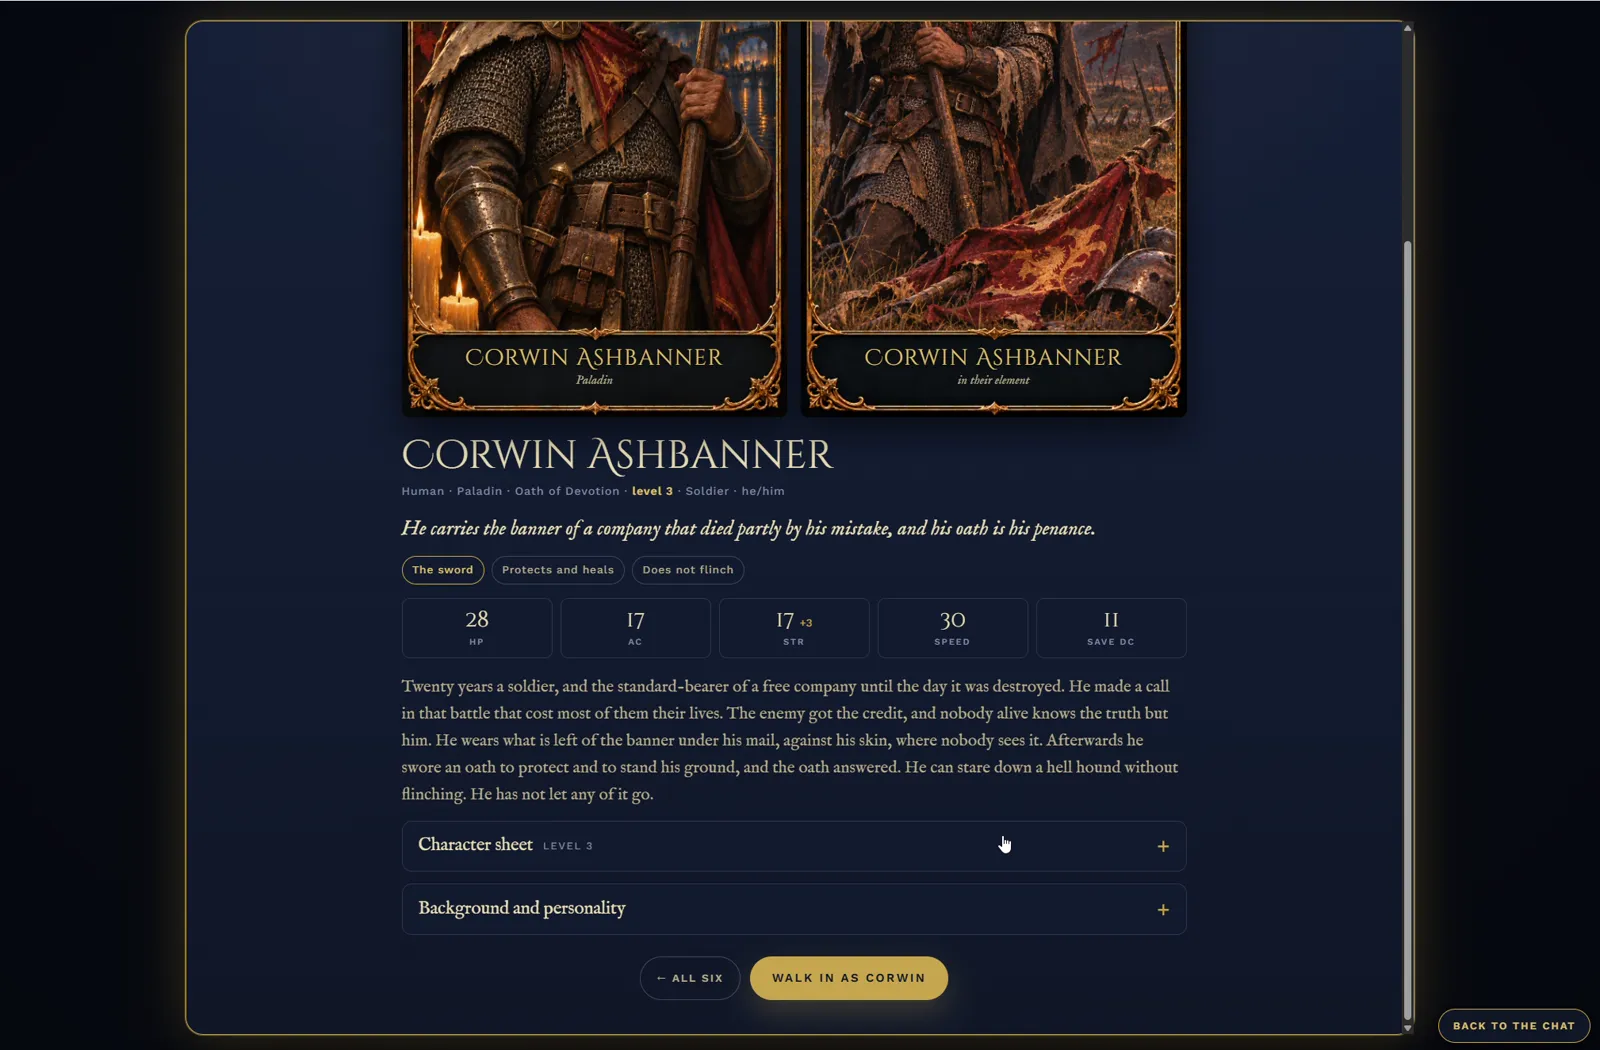 CORWIN ASHBANNER
Paladin
CORWIN ASHBANNER
in their element
CORWIN ASHBANNER
Human · Paladin · Oath of Devotion · level 3 · Soldier · he/him
He carries the banner of a company that died partly by his mistake, and his oath is his penance.
The sword
Protects and heals
Does not flinch
28
HP
17
AC
17 +3
STR
30
SPEED
11
SAVE DC
Twenty years a soldier, and the standard-bearer of a free company until the day it was destroyed. He made a call
in that battle that cost most of them their lives. The enemy got the credit, and nobody alive knows the truth but
him. He wears what is left of the banner under his mail, against his skin, where nobody sees it. Afterwards he
swore an oath to protect and to stand his ground, and the oath answered. He can stare down a hell hound without
flinching. He has not let any of it go.
Character sheet LEVEL 3
+
Background and personality
+
← ALL SIX
WALK IN AS CORWIN
BACK TO THE CHAT